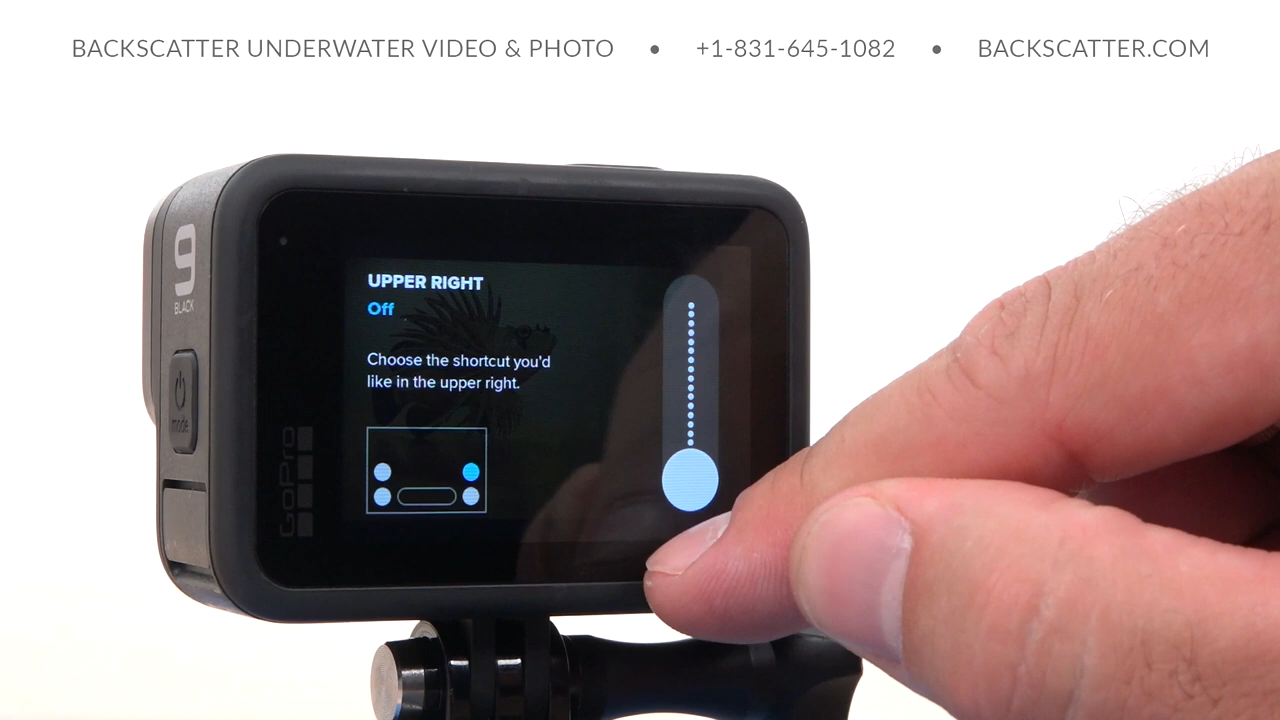 BACKSCATTER UNDERWATER VIDEO & PHOTO • +1-831-645-1082 • BACKSCATTER.COM
9
BLACK
mode
GoPro
UPPER RIGHT
Off
Choose the shortcut you'd
like in the upper right.